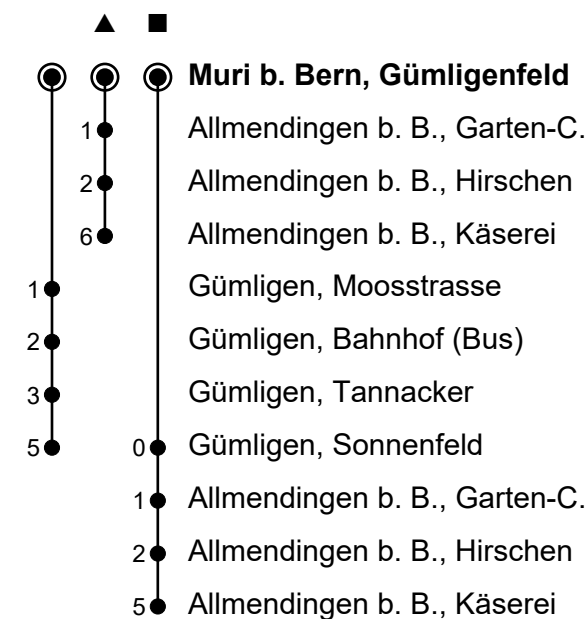 ▲ ■
Muri b. Bern, Gümligenfeld
1 Allmendingen b. B., Garten-C.
2 Allmendingen b. B., Hirschen
6 Allmendingen b. B., Käserei
1 Gümligen, Moosstrasse
2 Gümligen, Bahnhof (Bus)
3 Gümligen, Tannacker
5 0 Gümligen, Sonnenfeld
1 Allmendingen b. B., Garten-C.
2 Allmendingen b. B., Hirschen
5 Allmendingen b. B., Käserei